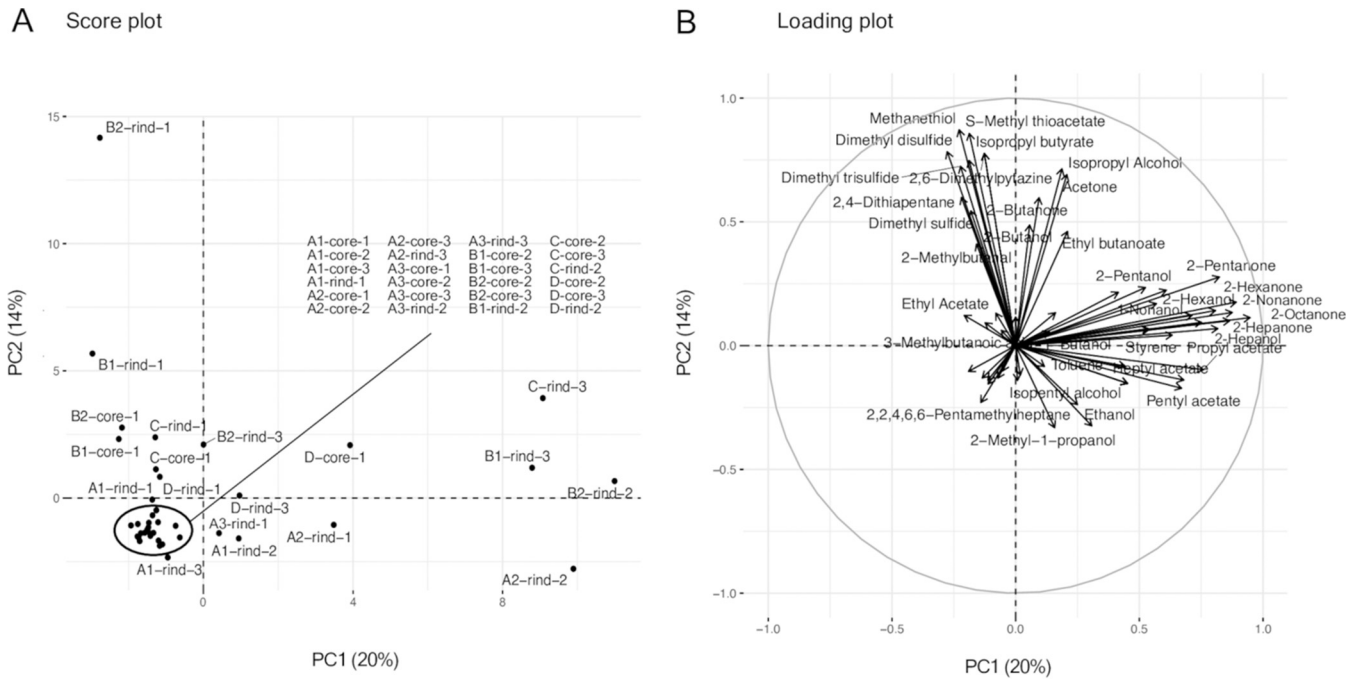 A Score plot
15
10
5
0
0
4
8
PC2 (14%)
PC1 (20%)
B2-rind-1
B1-rind-1
B2-core-1
B1-core-1
C-rind-1
C-core-1
B2-rind-3
A1-rind-1
D-rind-1
D-core-1
C-rind-3
B1-rind-3
B2-rind-2
D-rind-3
A3-rind-1
A1-rind-2
A2-rind-1
A1-rind-3
A2-rind-2
A1-core-1 A2-core-3 A3-rind-3 C-core-2
A1-core-2 A2-rind-3 B1-core-2 C-core-3
A1-core-3 A3-core-1 B1-core-3 C-rind-2
A1-rind-1 A3-core-2 B2-core-2 D-core-2
A2-core-1 A3-core-3 B2-core-3 D-core-3
A2-core-2 A3-rind-2 B1-rind-2 D-rind-2
B Loading plot
1.0
0.5
0.0
-0.5
-1.0
-1.0
-0.5
0.0
0.5
1.0
PC2 (14%)
PC1 (20%)
Methanethiol
S-Methyl thioacetate
Dimethyl disulfide
Isopropyl butyrate
Isopropyl Alcohol
Dimethyl trisulfide
2,6-Dimethylpytazine
Acetone
2,4-Dithiapentane
2-Butanone
Dimethyl sulfide
2-Butanol
Ethyl butanoate
2-Methylbutanal
2-Pentanol
2-Pentanone
2-Hexanone
Ethyl Acetate
2-Hexanol
2-Nonanone
1-Nonanol
2-Octanone
2-Hepanone
2-Hepanol
3-Methylbutanoic
1-Butanol
Styrene
Propyl acetate
Toluene
Heptyl acetate
Isopentyl alcohol
Pentyl acetate
2,2,4,6,6-Pentamethylheptane
Ethanol
2-Methyl-1-propanol